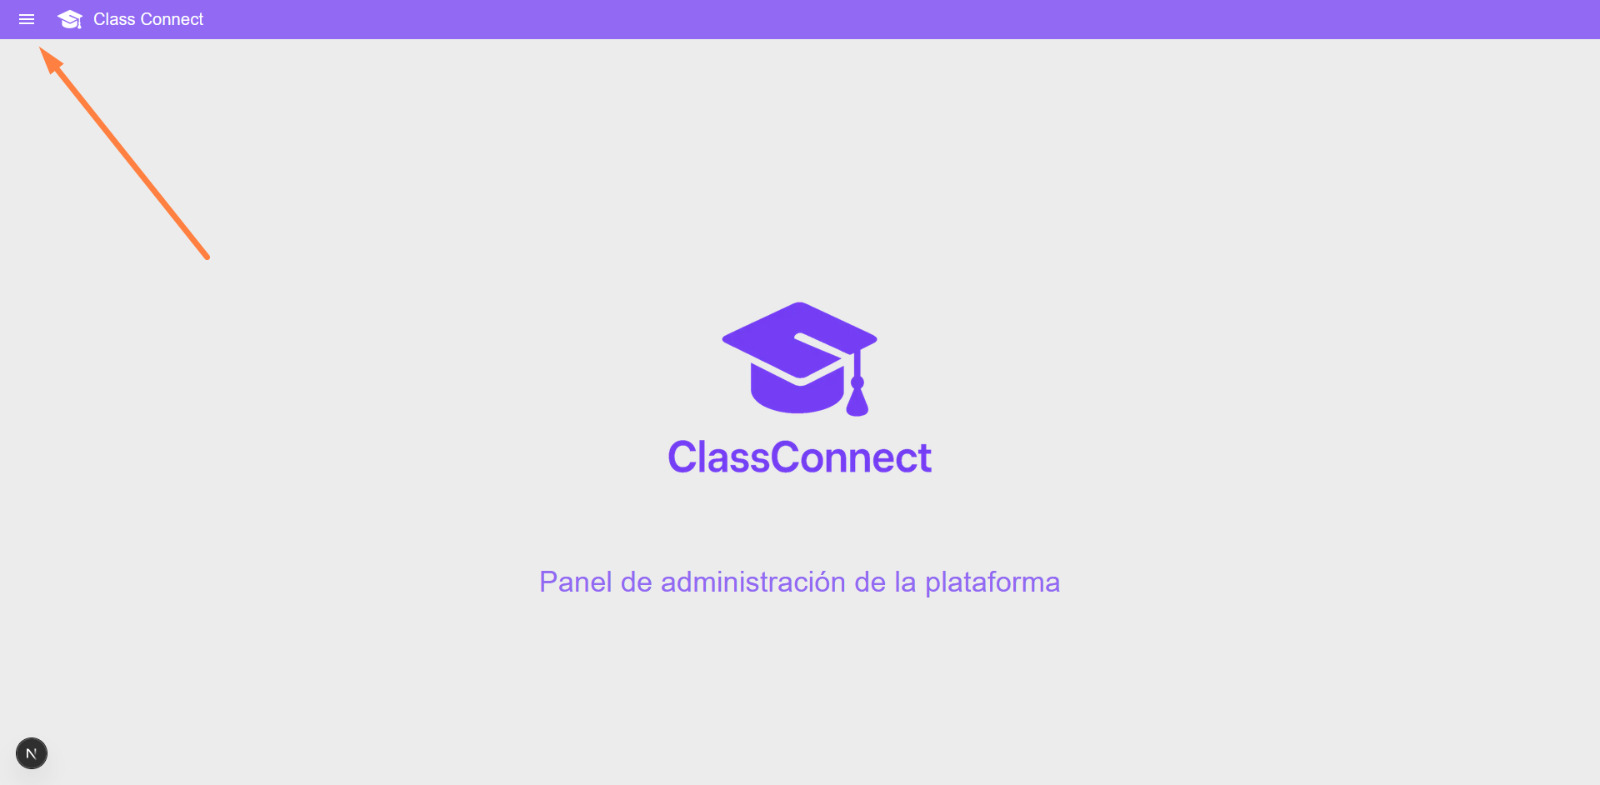 Class Connect
ClassConnect
Panel de administración de la plataforma
N